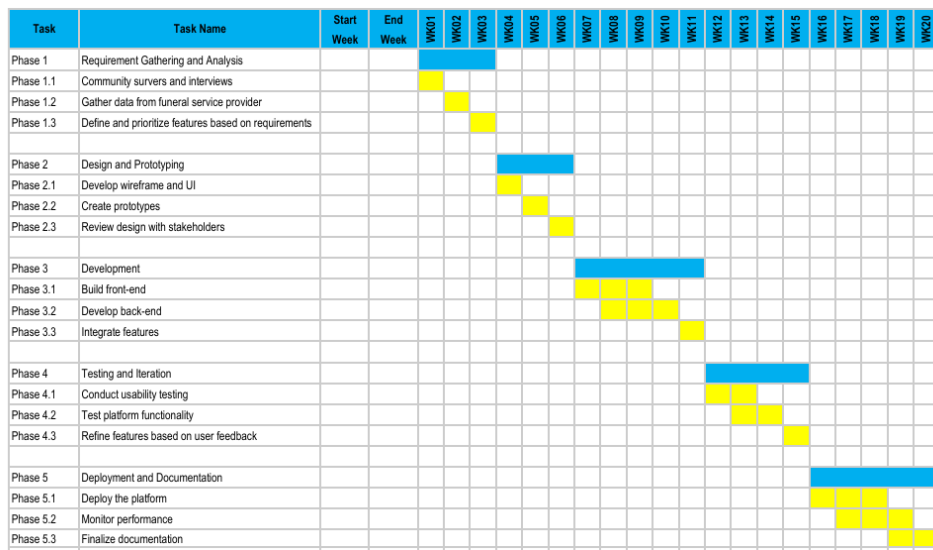 Task Task Name Start Week End Week WK01 WK02 WK03 WK04 WK05 WK06 WK07 WK08 WK09 WK10 WK11 WK12 WK13 WK14 WK15 WK16 WK17 WK18 WK19 WK20
Phase 1 Requirement Gathering and Analysis
Phase 1.1 Community survers and interviews
Phase 1.2 Gather data from funeral service provider
Phase 1.3 Define and prioritize features based on requirements
Phase 2 Design and Prototyping
Phase 2.1 Develop wireframe and UI
Phase 2.2 Create prototypes
Phase 2.3 Review design with stakeholders
Phase 3 Development
Phase 3.1 Build front-end
Phase 3.2 Develop back-end
Phase 3.3 Integrate features
Phase 4 Testing and Iteration
Phase 4.1 Conduct usability testing
Phase 4.2 Test platform functionality
Phase 4.3 Refine features based on user feedback
Phase 5 Deployment and Documentation
Phase 5.1 Deploy the platform
Phase 5.2 Monitor performance
Phase 5.3 Finalize documentation